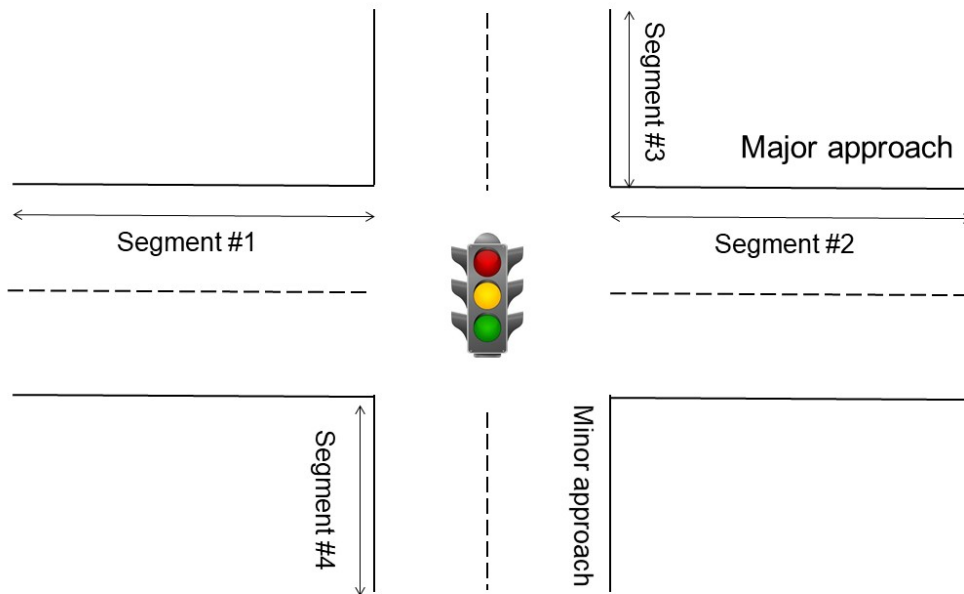 Segment #3
Major approach
Segment #1
Segment #2
Segment #4
Minor approach